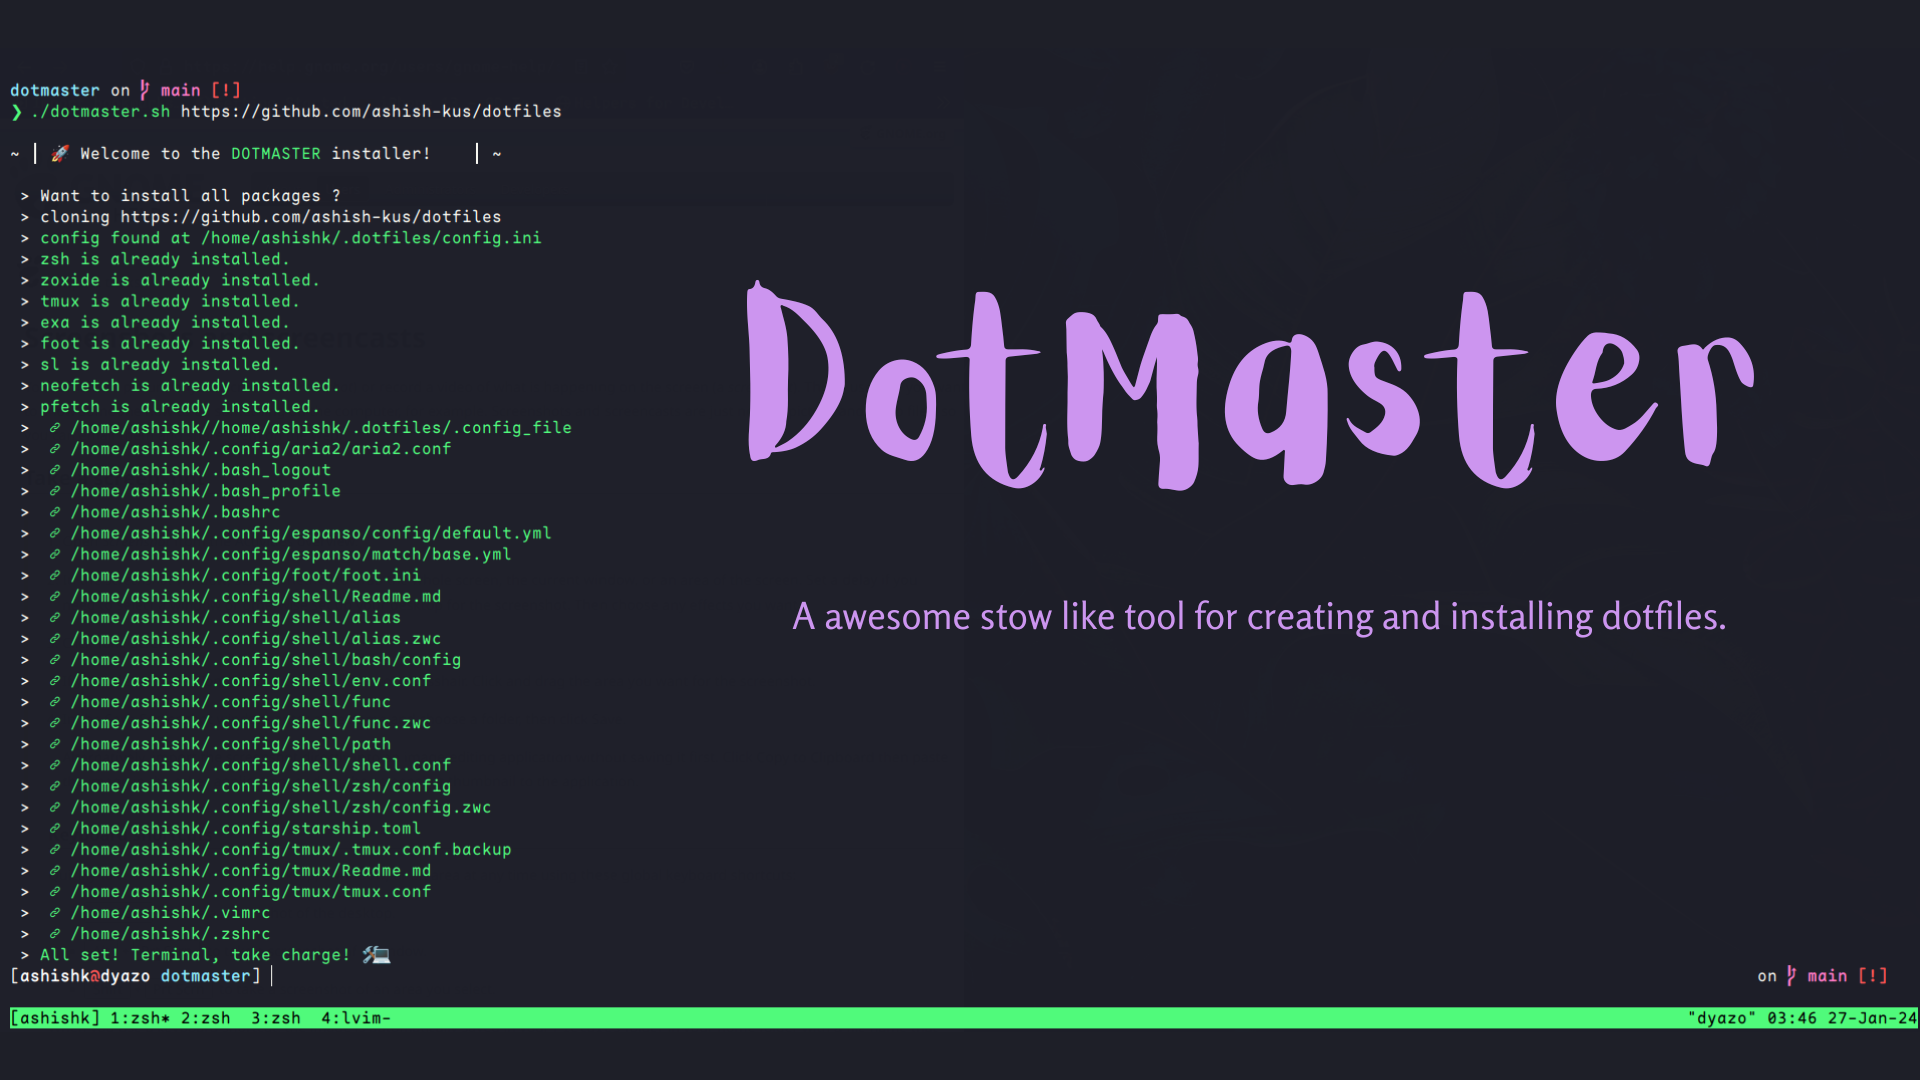 dotmaster on main [!]
❯ ./dotmaster.sh https://github.com/ashish-kus/dotfiles
~ | 🚀 Welcome to the DOTMASTER installer! | ~
> Want to install all packages ?
> cloning https://github.com/ashish-kus/dotfiles
> config found at /home/ashishk/.dotfiles/config.ini
> zsh is already installed.
> zoxide is already installed.
> tmux is already installed.
> exa is already installed.
> foot is already installed.
> sl is already installed.
> neofetch is already installed.
> pfetch is already installed.
> /home/ashishk//home/ashishk/.dotfiles/.config_file
> /home/ashishk/.config/aria2/aria2.conf
> /home/ashishk/.bash_logout
> /home/ashishk/.bash_profile
> /home/ashishk/.bashrc
> /home/ashishk/.config/espanso/config/default.yml
> /home/ashishk/.config/espanso/match/base.yml
> /home/ashishk/.config/foot/foot.ini
> /home/ashishk/.config/shell/Readme.md
> /home/ashishk/.config/shell/alias
> /home/ashishk/.config/shell/alias.zwc
> /home/ashishk/.config/shell/bash/config
> /home/ashishk/.config/shell/env.conf
> /home/ashishk/.config/shell/func
> /home/ashishk/.config/shell/func.zwc
> /home/ashishk/.config/shell/path
> /home/ashishk/.config/shell/shell.conf
> /home/ashishk/.config/shell/zsh/config
> /home/ashishk/.config/shell/zsh/config.zwc
> /home/ashishk/.config/starship.toml
> /home/ashishk/.config/tmux/.tmux.conf.backup
> /home/ashishk/.config/tmux/Readme.md
> /home/ashishk/.config/tmux/tmux.conf
> /home/ashishk/.vimrc
> /home/ashishk/.zshrc
> All set! Terminal, take charge!
[ashishk@dyazo dotmaster]
on main [!]
[ashishk] 1:zsh* 2:zsh 3:zsh 4:lvim-
"dyazo" 03:46 27-Jan-24
DotMaster
A awesome stow like tool for creating and installing dotfiles.